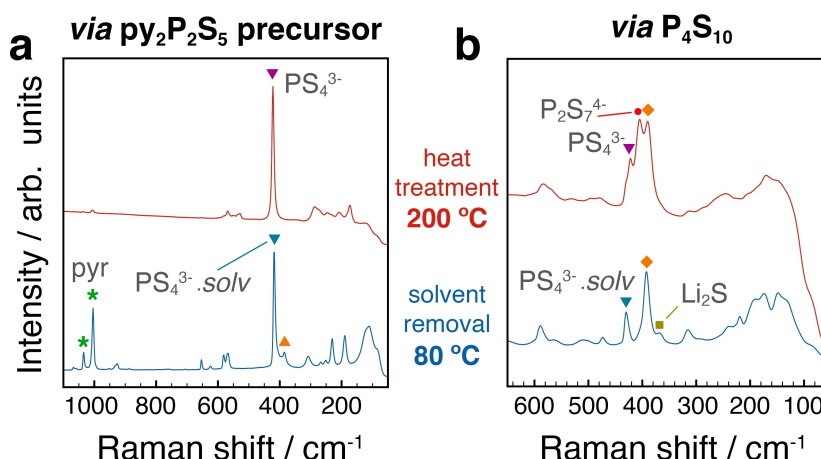 a
via py₂P₂S₅ precursor
Intensity / arb. units
PS₄³⁻
pyr
*
*
PS₄³⁻.solv
1000 800 600 400 200
Raman shift / cm⁻¹
heat
treatment
200 ºC
solvent
removal
80 ºC
b
via P₄S₁₀
P₂S₇⁴⁻
PS₄³⁻
PS₄³⁻.solv
Li₂S
600 500 400 300 200 100
Raman shift / cm⁻¹